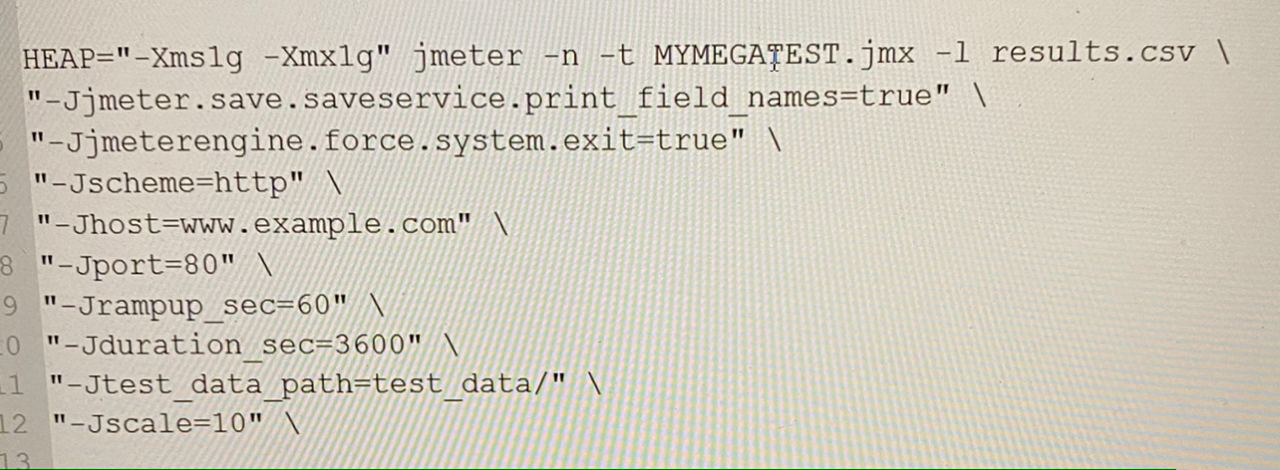 HEAP="-Xms1g -Xmx1g" jmeter -n -t MYMEGATEST.jmx -l results.csv \
"-Jjmeter.save.saveservice.print_field_names=true" \
"-Jjmeterengine.force.system.exit=true" \
6 "-Jscheme=http" \
7 "-Jhost=www.example.com" \
8 "-Jport=80" \
9 "-Jrampup_sec=60" \
10 "-Jduration_sec=3600" \
11 "-Jtest_data_path=test_data/" \
12 "-Jscale=10" \
13